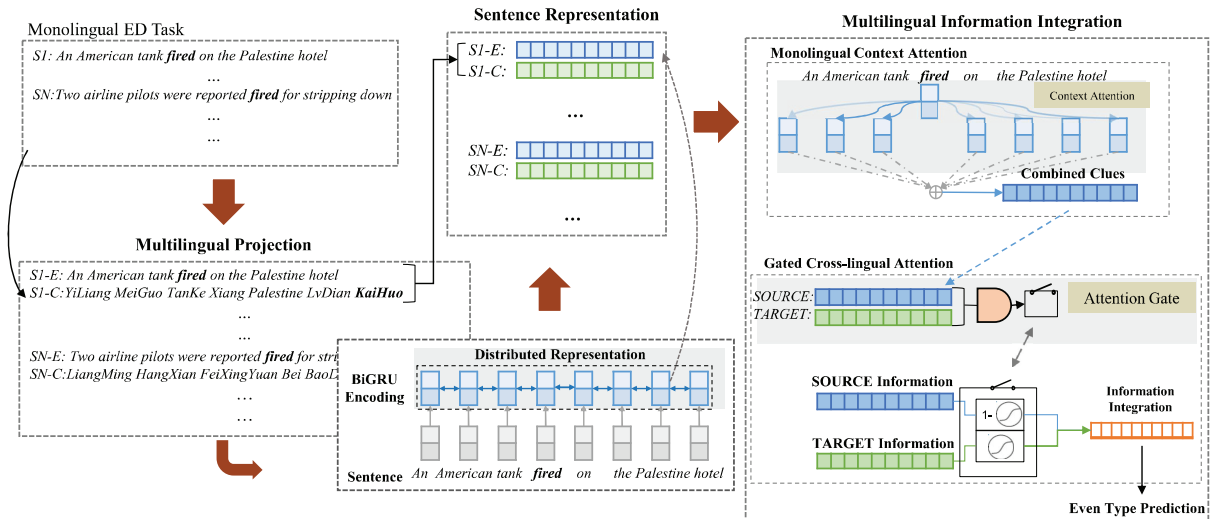 Monolingual ED Task
S1: An American tank fired on the Palestine hotel
...
SN:Two airline pilots were reported fired for stripping down
...
...
Multilingual Projection
S1-E: An American tank fired on the Palestine hotel
S1-C:YiLiang MeiGuo TanKe Xiang Palestine LvDian KaiHuo
...
...
SN-E: Two airline pilots were reported fired for
SN-C:LiangMing HangXian FeiXingYuan Bei
...
...
Sentence Representation
S1-E:
S1-C:
...
SN-E:
SN-C:
...
Distributed Representation
BiGRU
Encoding
Sentence
An American tank fired on the Palestine hotel
Multilingual Information Integration
Monolingual Context Attention
An American tank fired on the Palestine hotel
Context Attention
Combined Clues
Gated Cross-lingual Attention
SOURCE:
TARGET:
Attention Gate
SOURCE Information
1-
TARGET Information
Information
Integration
Even Type Prediction